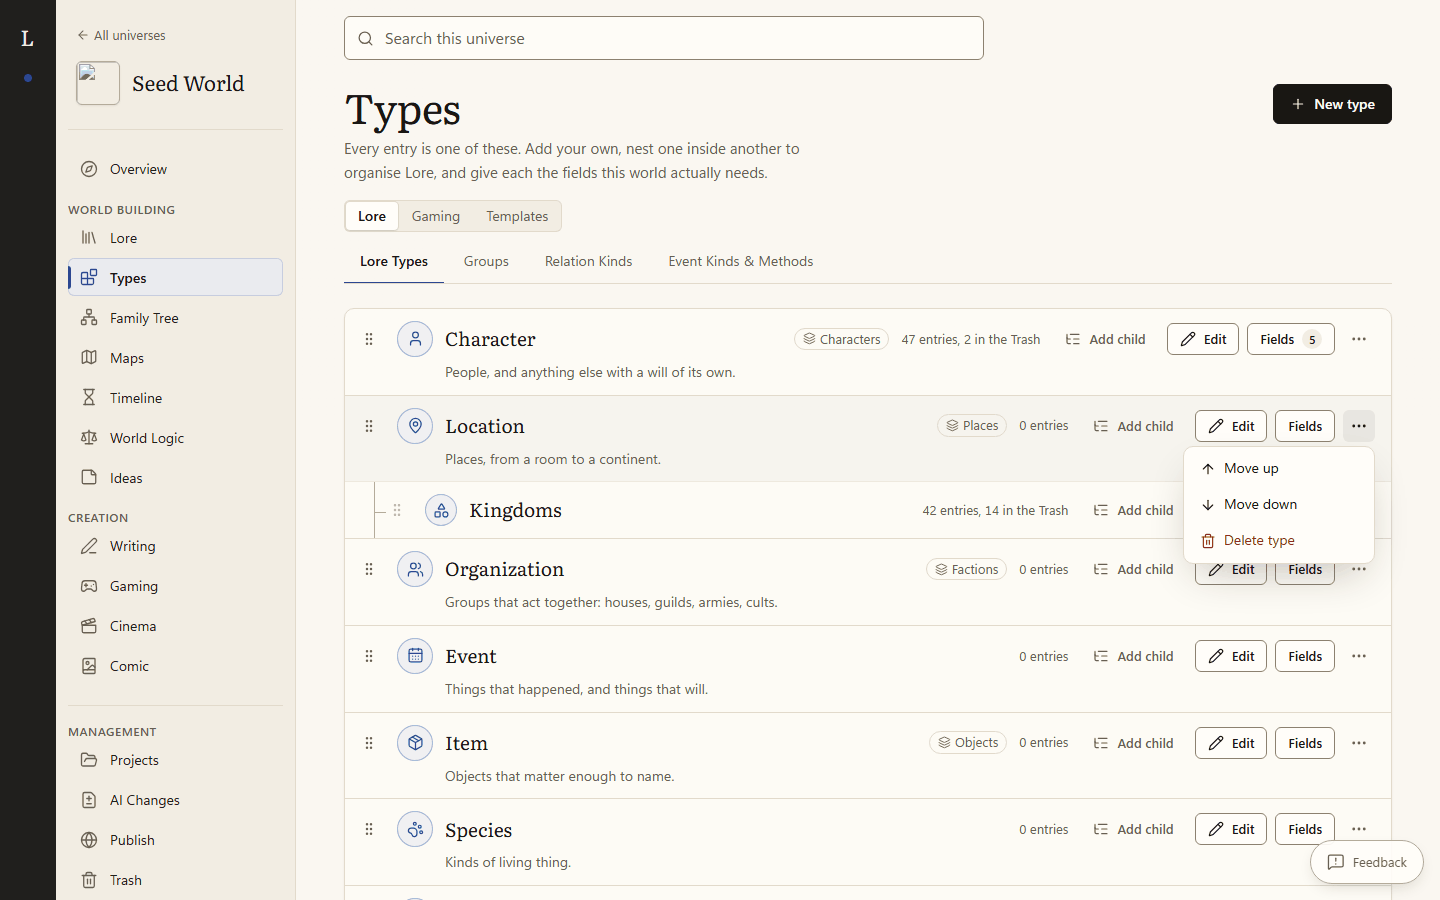 L
All universes
Seed World
Overview
WORLD BUILDING
Lore
Types
Family Tree
Maps
Timeline
World Logic
Ideas
CREATION
Writing
Gaming
Cinema
Comic
MANAGEMENT
Projects
AI Changes
Publish
Trash
Search this universe
Types
New type
Every entry is one of these. Add your own, nest one inside another to
organise Lore, and give each the fields this world actually needs.
Lore Gaming Templates
Lore Types Groups Relation Kinds Event Kinds & Methods
Character Characters 47 entries, 2 in the Trash Add child Edit Fields 5
People, and anything else with a will of its own.
Location Places 0 entries Add child Edit Fields
Places, from a room to a continent.
Move up
Move down
Delete type
Kingdoms 42 entries, 14 in the Trash Add child
Organization Factions 0 entries Add child Edit Fields
Groups that act together: houses, guilds, armies, cults.
Event 0 entries Add child Edit Fields
Things that happened, and things that will.
Item Objects 0 entries Add child Edit Fields
Objects that matter enough to name.
Species 0 entries Add child Edit Fields
Kinds of living thing.
Feedback